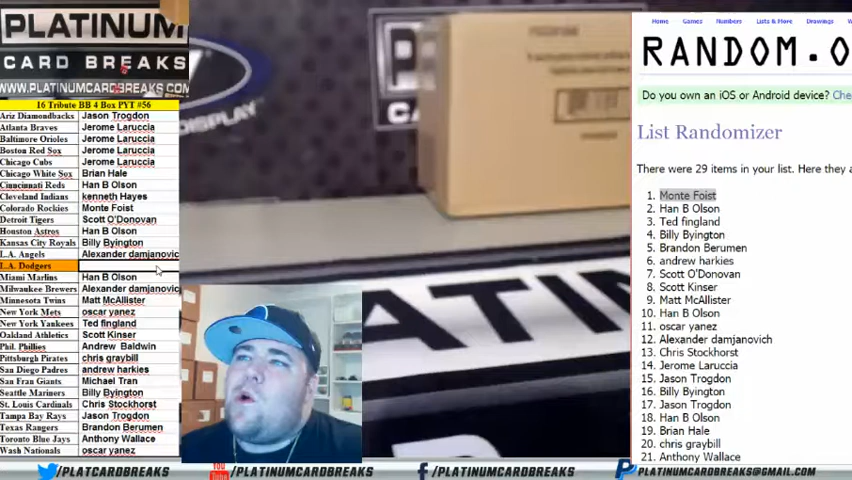 PLATINUM
CARD BREAKS
WWW.PLATINUMCARDBREAKS.COM
16 Tribute BB 4 Box PYT #56
Ariz Diamondbacks Jason Trogdon
Atlanta Braves Jerome Laruccia
Baltimore Orioles Jerome Laruccia
Boston Red Sox Jerome Laruccia
Chicago Cubs Jerome Laruccia
Chicago White Sox Brian Hale
Cincinnati Reds Han B Olson
Cleveland Indians kenneth Hayes
Colorado Rockies Monte Foist
Detroit Tigers Scott O'Donovan
Houston Astros Han B Olson
Kansas City Royals Billy Byington
L.A. Angels Alexander damjanovic
L.A. Dodgers
Miami Marlins Han B Olson
Milwaukee Brewers Alexander damjanovic
Minnesota Twins Matt McAllister
New York Mets oscar yanez
New York Yankees Ted fingland
Oakland Athletics Scott Kinser
Phil. Phillies Andrew Baldwin
Pittsburgh Pirates chris graybill
San Diego Padres andrew harkies
San Fran Giants Michael Tran
Seattle Mariners Billy Byington
St. Louis Cardinals Chris Stockhorst
Tampa Bay Rays Jason Trogdon
Texas Rangers Brandon Berumen
Toronto Blue Jays Anthony Wallace
Wash Nationals oscar yanez
DISPLAY
ATIN
Home Games Numbers Lists & More Drawings W
RANDOM.O
Do you own an iOS or Android device? Che
List Randomizer
There were 29 items in your list. Here they a
1. Monte Foist
2. Han B Olson
3. Ted fingland
4. Billy Byington
5. Brandon Berumen
6. andrew harkies
7. Scott O'Donovan
8. Scott Kinser
9. Matt McAllister
10. Han B Olson
11. oscar yanez
12. Alexander damjanovich
13. Chris Stockhorst
14. Jerome Laruccia
15. Jason Trogdon
16. Billy Byington
17. Jason Trogdon
18. Han B Olson
19. Brian Hale
20. chris graybill
21. Anthony Wallace
/PLATCARDBREAKS
You Tube /PLATINUMCARDBREAKS
/PLATINUMCARDBREAKS
PLATINUMCARDBREAKS@GMAIL.COM